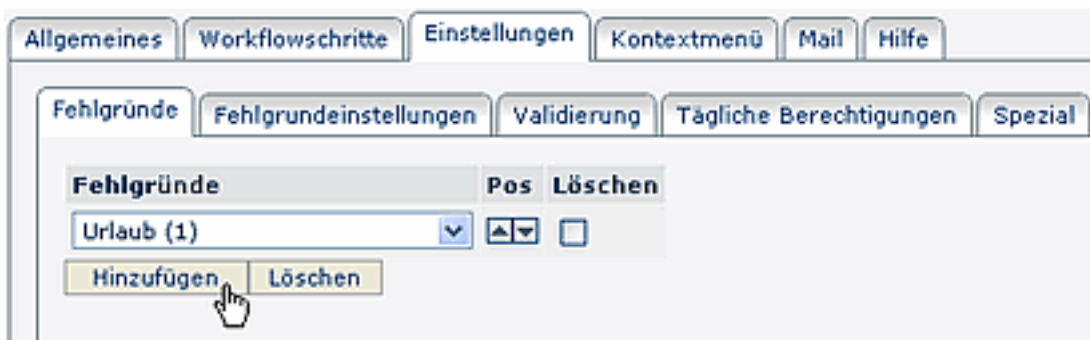 Allgemeines Workflowschritte Einstellungen Kontextmenü Mail Hilfe
Fehlgründe Fehlgrundeinstellungen Validierung Tägliche Berechtigungen Spezial
Fehlgründe Pos Löschen
Urlaub (1)
Hinzufügen Löschen